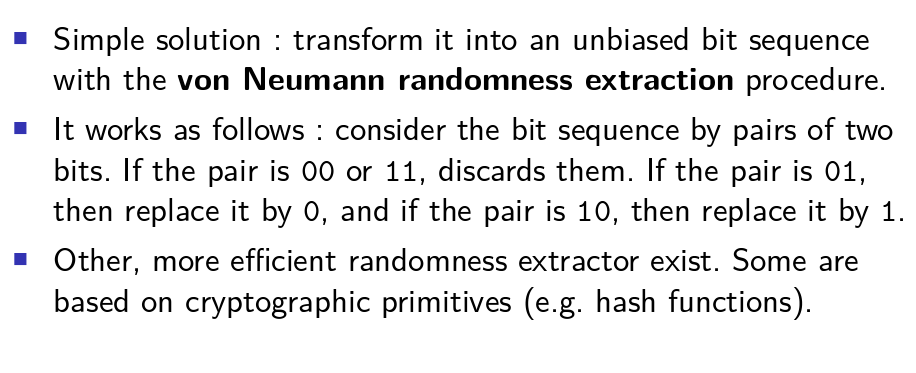 Simple solution : transform it into an unbiased bit sequence
with the von Neumann randomness extraction procedure.
It works as follows : consider the bit sequence by pairs of two
bits. If the pair is 00 or 11, discards them. If the pair is 01,
then replace it by 0, and if the pair is 10, then replace it by 1.
Other, more efficient randomness extractor exist. Some are
based on cryptographic primitives (e.g. hash functions).